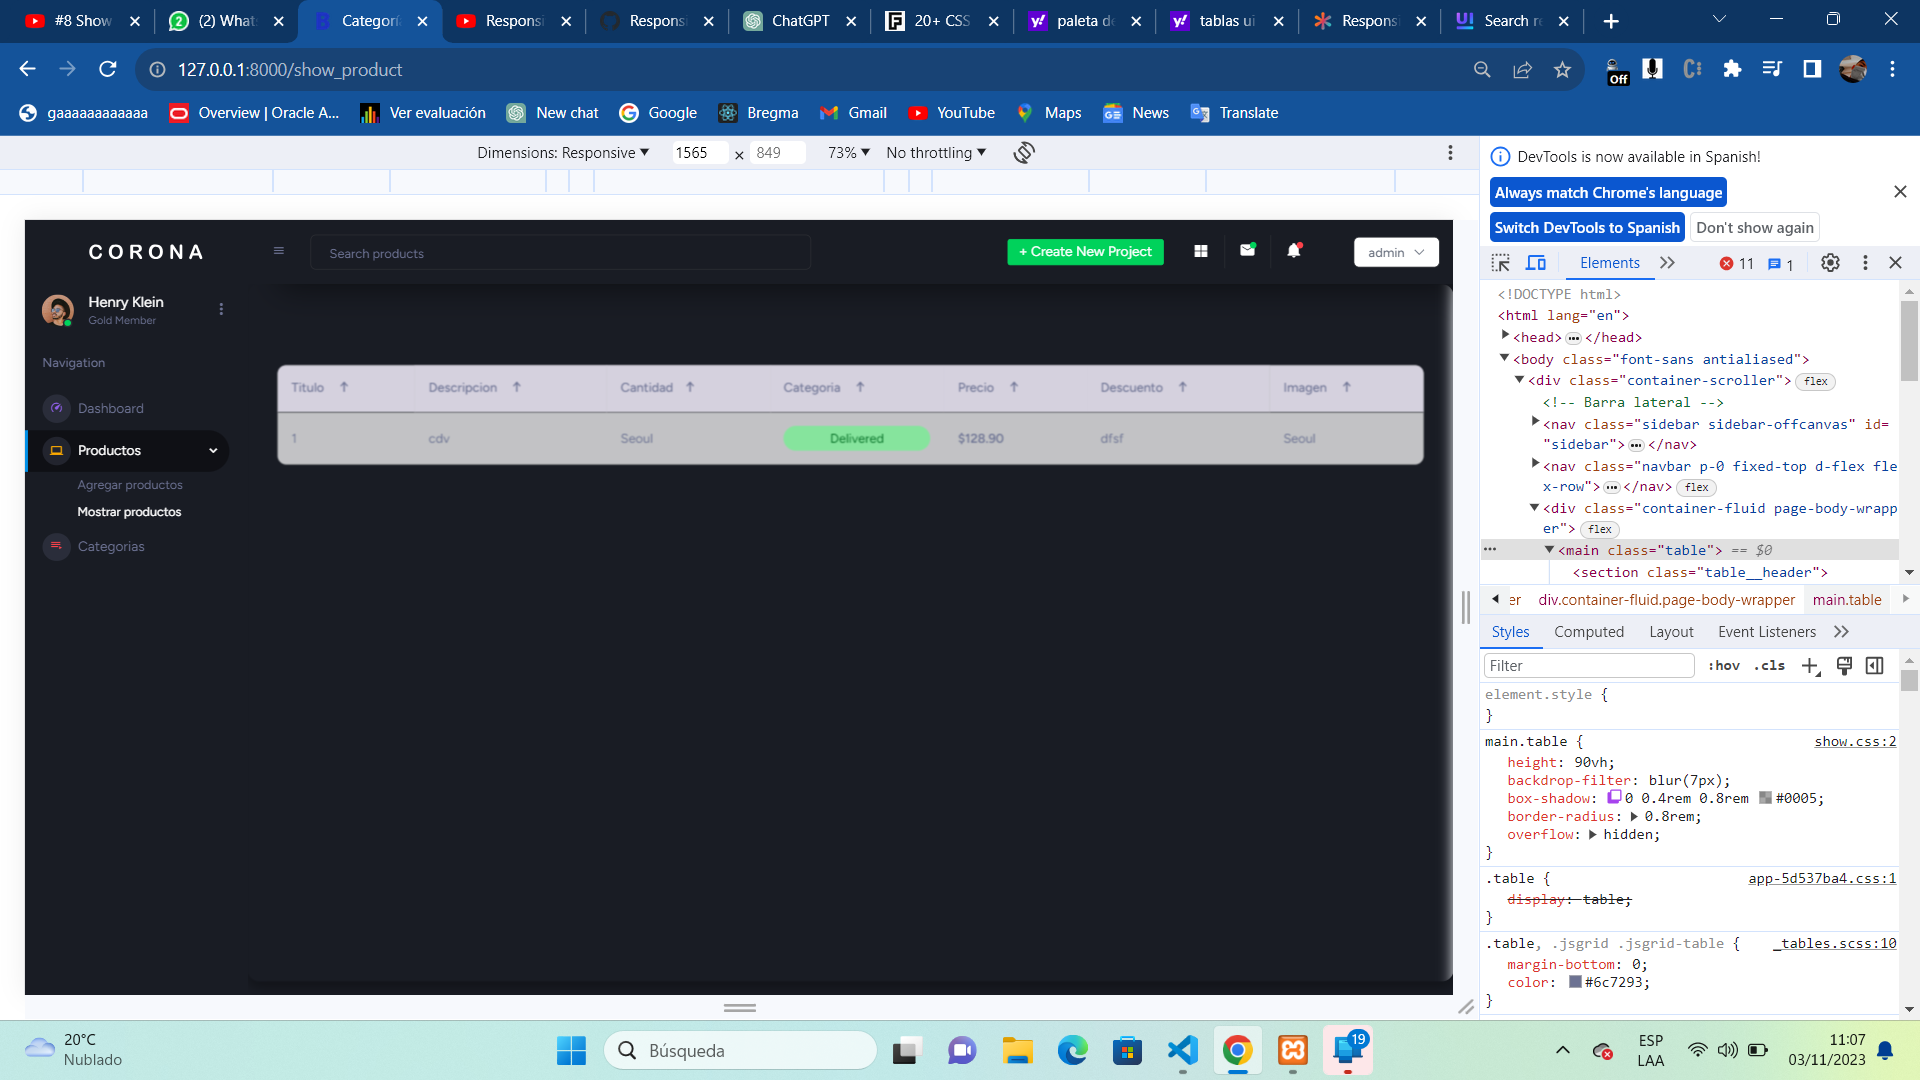 #8 Show
(2) What
Categoría
Responsi
Responsi
ChatGPT
20+ CSS
paleta de
tablas ui
Respons
Search re
127.0.0.1:8000/show_product
Off
gaaaaaaaaaaaa
Overview | Oracle A...
Ver evaluación
New chat
Google
Bregma
Gmail
YouTube
Maps
News
Translate
Dimensions: Responsive
1565
×
849
73%
No throttling
DevTools is now available in Spanish!
Always match Chrome's language
Switch DevTools to Spanish
Don't show again
CORONA
Search products
+ Create New Project
admin
Henry Klein
Gold Member
Navigation
Dashboard
Productos
Agregar productos
Mostrar productos
Categorias
Titulo
Descripcion
Cantidad
Categoria
Precio
Descuento
Imagen
1
cdv
Seoul
Delivered
$128.90
dfsf
Seoul
Elements
11
1
<!DOCTYPE html>
<html lang="en">
<head> ••• </head>
<body class="font-sans antialiased">
<div class="container-scroller"> flex
<!-- Barra lateral -->
<nav class="sidebar sidebar-offcanvas" id=
"sidebar"> ••• </nav>
<nav class="navbar p-0 fixed-top d-flex fle
x-row"> ••• </nav> flex
<div class="container-fluid page-body-wrapp
er"> flex
<main class="table"> == $0
<section class="table__header">
er
div.container-fluid.page-body-wrapper
main.table
Styles
Computed
Layout
Event Listeners
Filter
:hov
.cls
element.style {
}
main.table {
show.css:2
height: 90vh;
backdrop-filter: blur(7px);
box-shadow: 0 0.4rem 0.8rem #0005;
border-radius: 0.8rem;
overflow: hidden;
}
.table {
app-5d537ba4.css:1
display: table;
}
.table, .jsgrid .jsgrid-table {
_tables.scss:10
margin-bottom: 0;
color: #6c7293;
}
20°C
Nublado
Búsqueda
19
ESP
LAA
11:07
03/11/2023